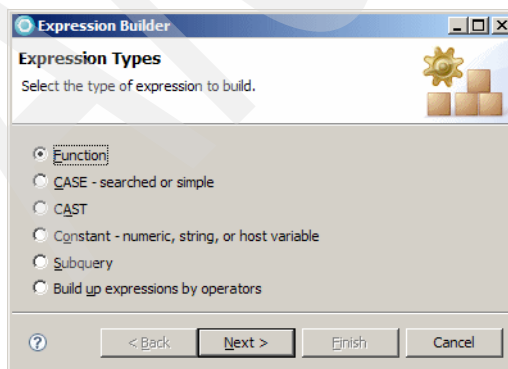 Expression Builder
Expression Types
Select the type of expression to build.
Function
CASE - searched or simple
CAST
Constant - numeric, string, or host variable
Subquery
Build up expressions by operators
? < Back Next > Finish Cancel